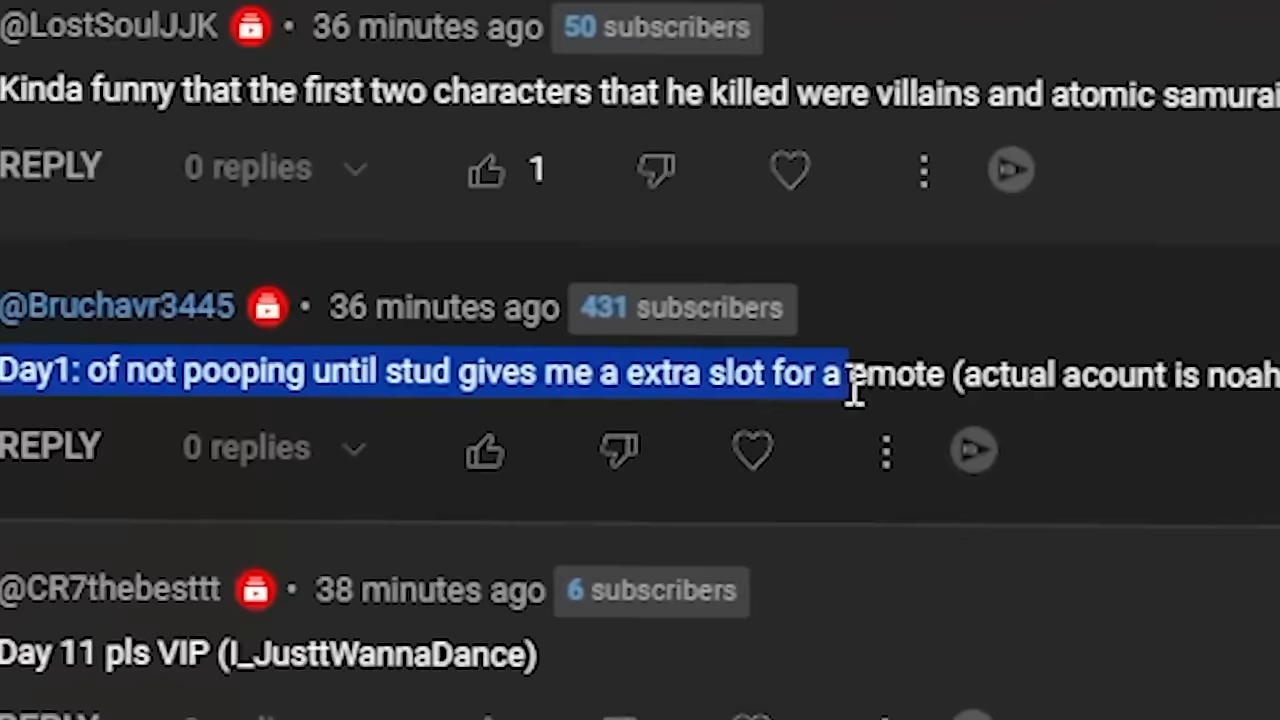 @LostSoulJJK • 36 minutes ago 50 subscribers
Kinda funny that the first two characters that he killed were villains and atomic samurai
REPLY 0 replies 1
@Bruchavr3445 • 36 minutes ago 431 subscribers
Day1: of not pooping until stud gives me a extra slot for a emote (actual acount is noah
REPLY 0 replies
@CR7thebesttt • 38 minutes ago 6 subscribers
Day 11 pls VIP (I_JusttWannaDance)